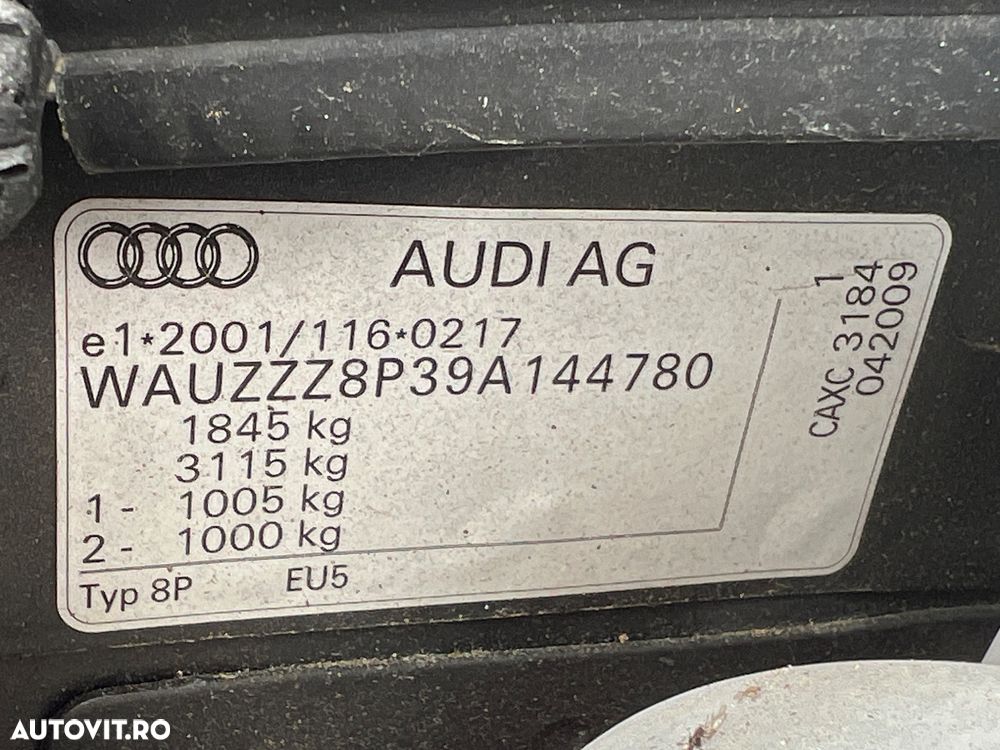 AUDI AG
e1*2001/116*0217
WAUZZZ8P39A144780
1845 kg
3115 kg
1 - 1005 kg
2 - 1000 kg
Typ 8P EU5
1
CAXC 3184
042009
AUTOVIT.RO